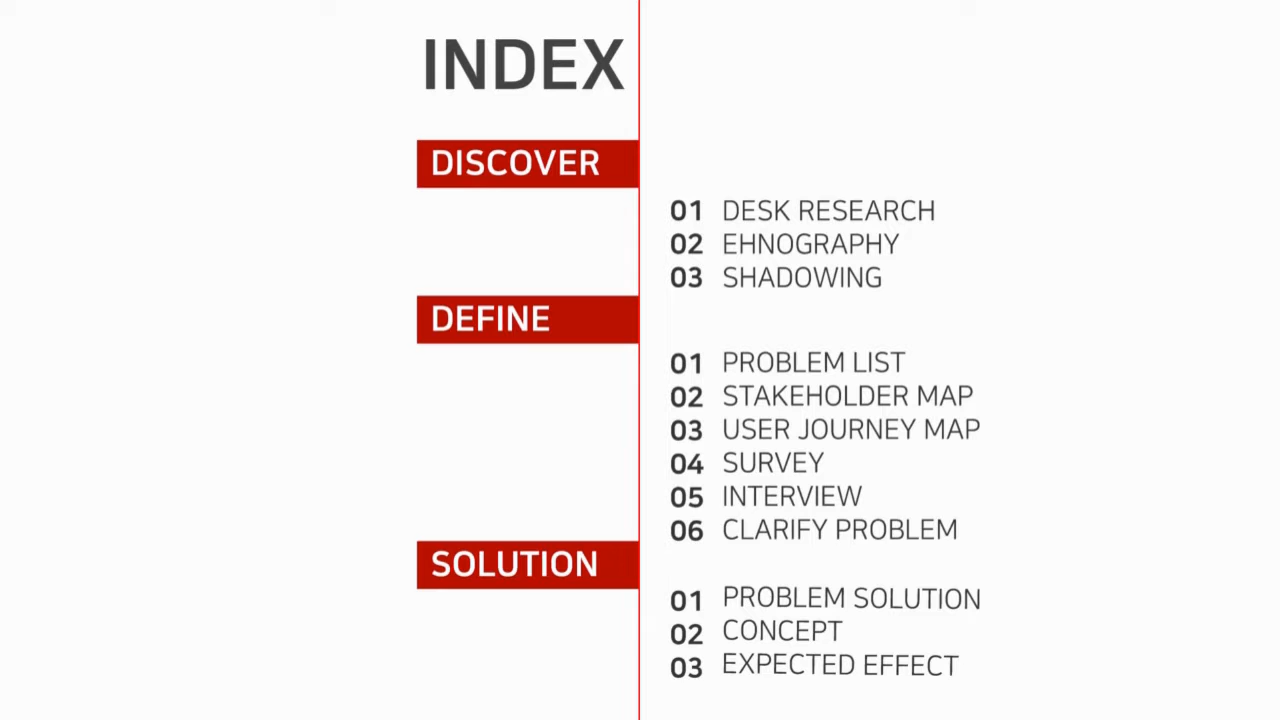 INDEX
DISCOVER
01 DESK RESEARCH
02 EHNOGRAPHY
03 SHADOWING
DEFINE
01 PROBLEM LIST
02 STAKEHOLDER MAP
03 USER JOURNEY MAP
04 SURVEY
05 INTERVIEW
06 CLARIFY PROBLEM
SOLUTION
01 PROBLEM SOLUTION
02 CONCEPT
03 EXPECTED EFFECT